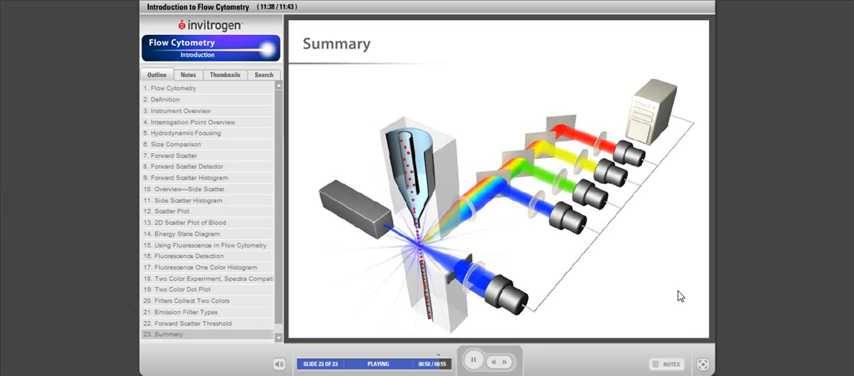 Introduction to Flow Cytometry (11:38 / 11:43)
invitrogen™
Flow Cytometry
Introduction
Outline Notes Thumbnails Search
1. Flow Cytometry
2. Definition
3. Instrument Overview
4. Interrogation Point Overview
5. Hydrodynamic Focusing
6. Size Comparison
7. Forward Scatter
8. Forward Scatter Detector
9. Forward Scatter Histogram
10. Overview—Side Scatter
11. Side Scatter Histogram
12. Scatter Plot
13. 2D Scatter Plot of Blood
14. Energy State Diagram
15. Using Fluorescence in Flow Cytometry
16. Fluorescence Detection
17. Fluorescence One Color Histogram
18. Two Color Experiment, Spectra Compati
19. Two Color Dot Plot
20. Filters Collect Two Colors
21. Emission Filter Types
22. Forward Scatter Threshold
23. Summary
Summary
SLIDE 23 OF 23 PLAYING 00:50 / 00:55
NOTES